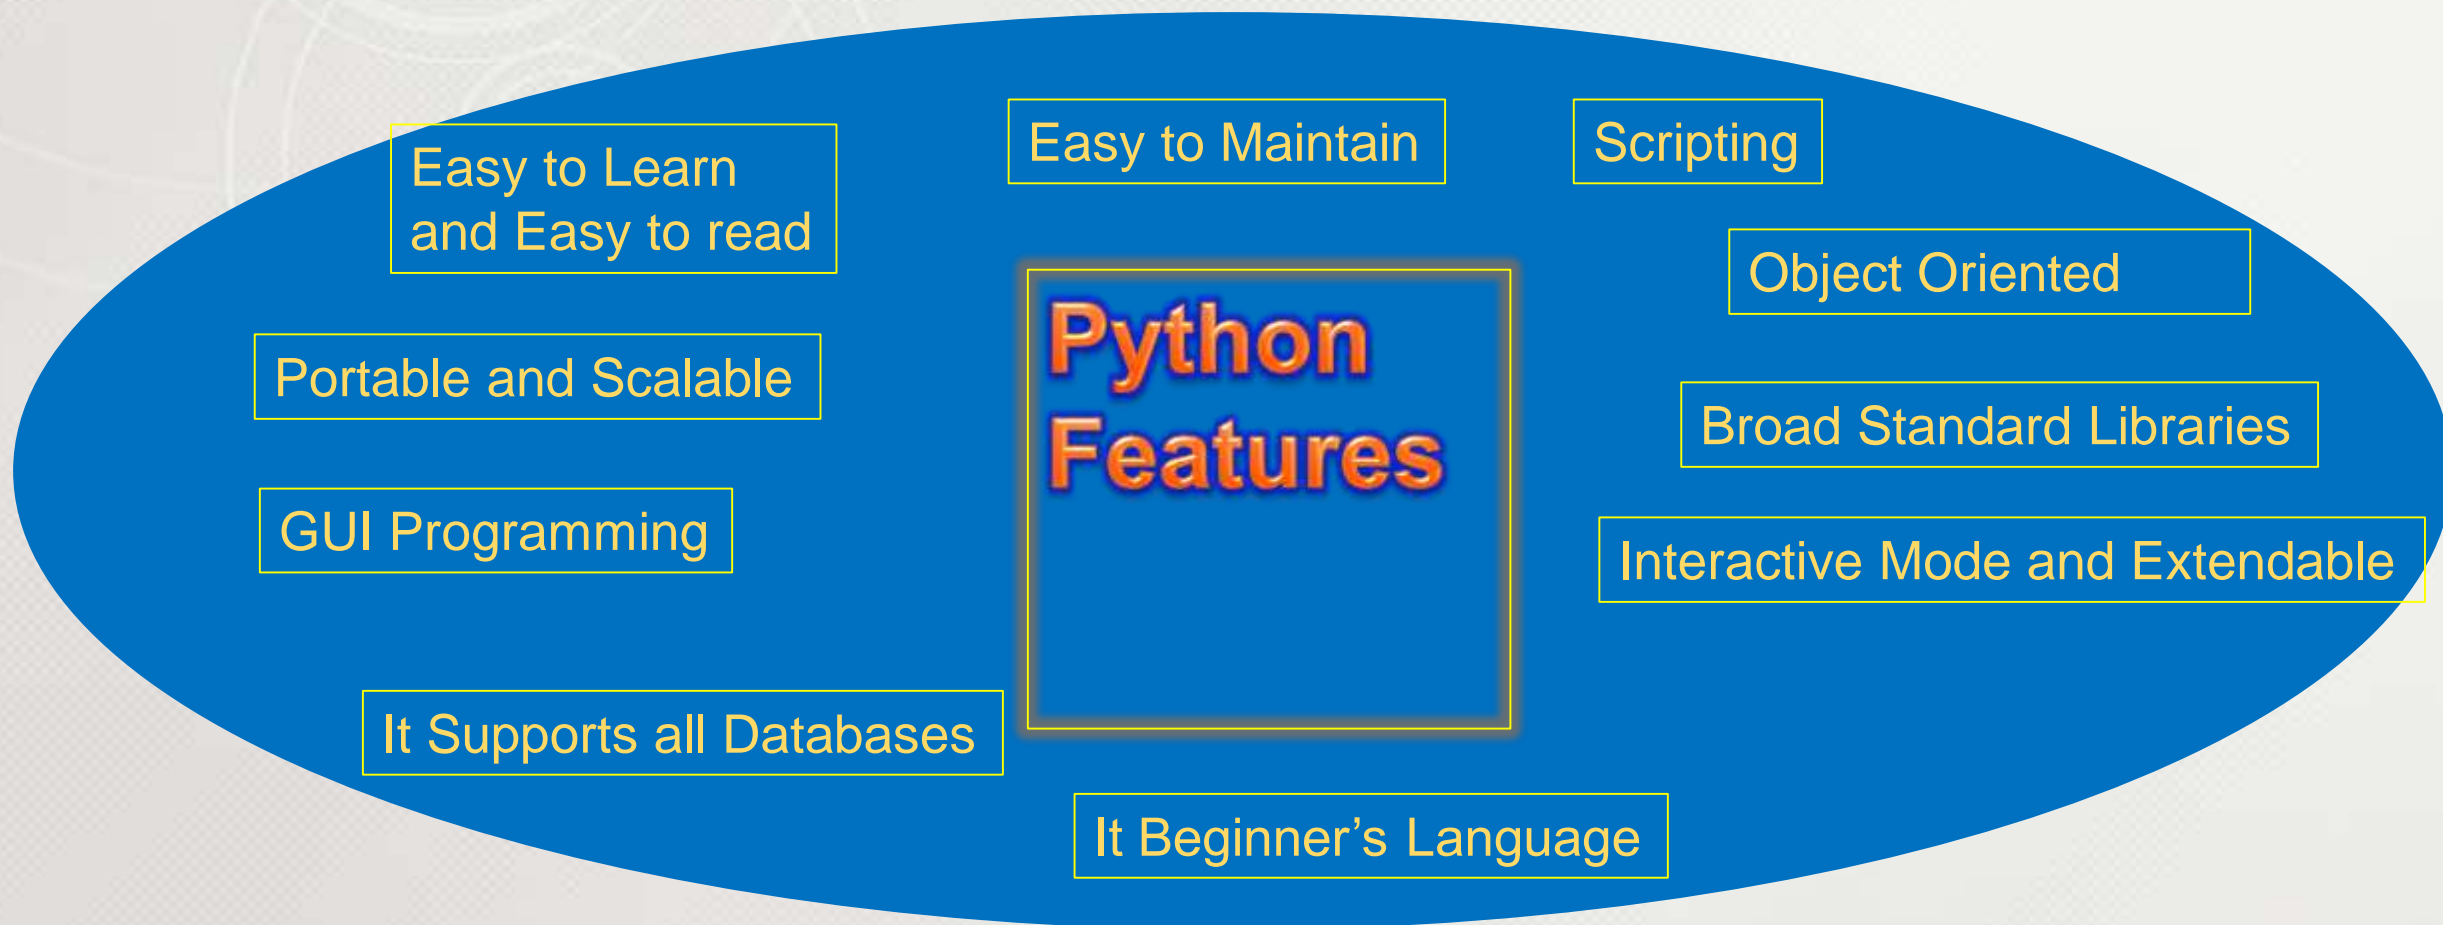 Easy to Learn
and Easy to read
Easy to Maintain
Scripting
Object Oriented
Portable and Scalable
Python
Features
Broad Standard Libraries
GUI Programming
Interactive Mode and Extendable
It Supports all Databases
It Beginner’s Language